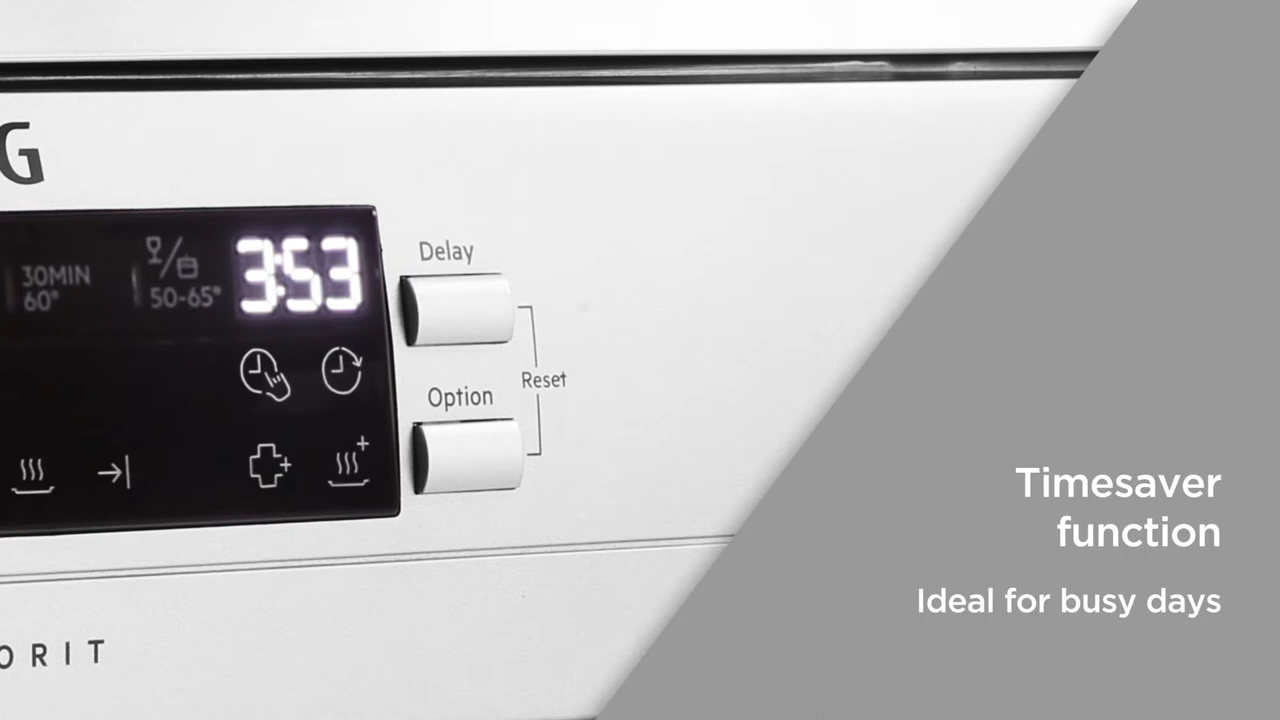 G
30MIN
60°
50-65°
3:53
Delay
Reset
Option
ORIT
Timesaver
function
Ideal for busy days